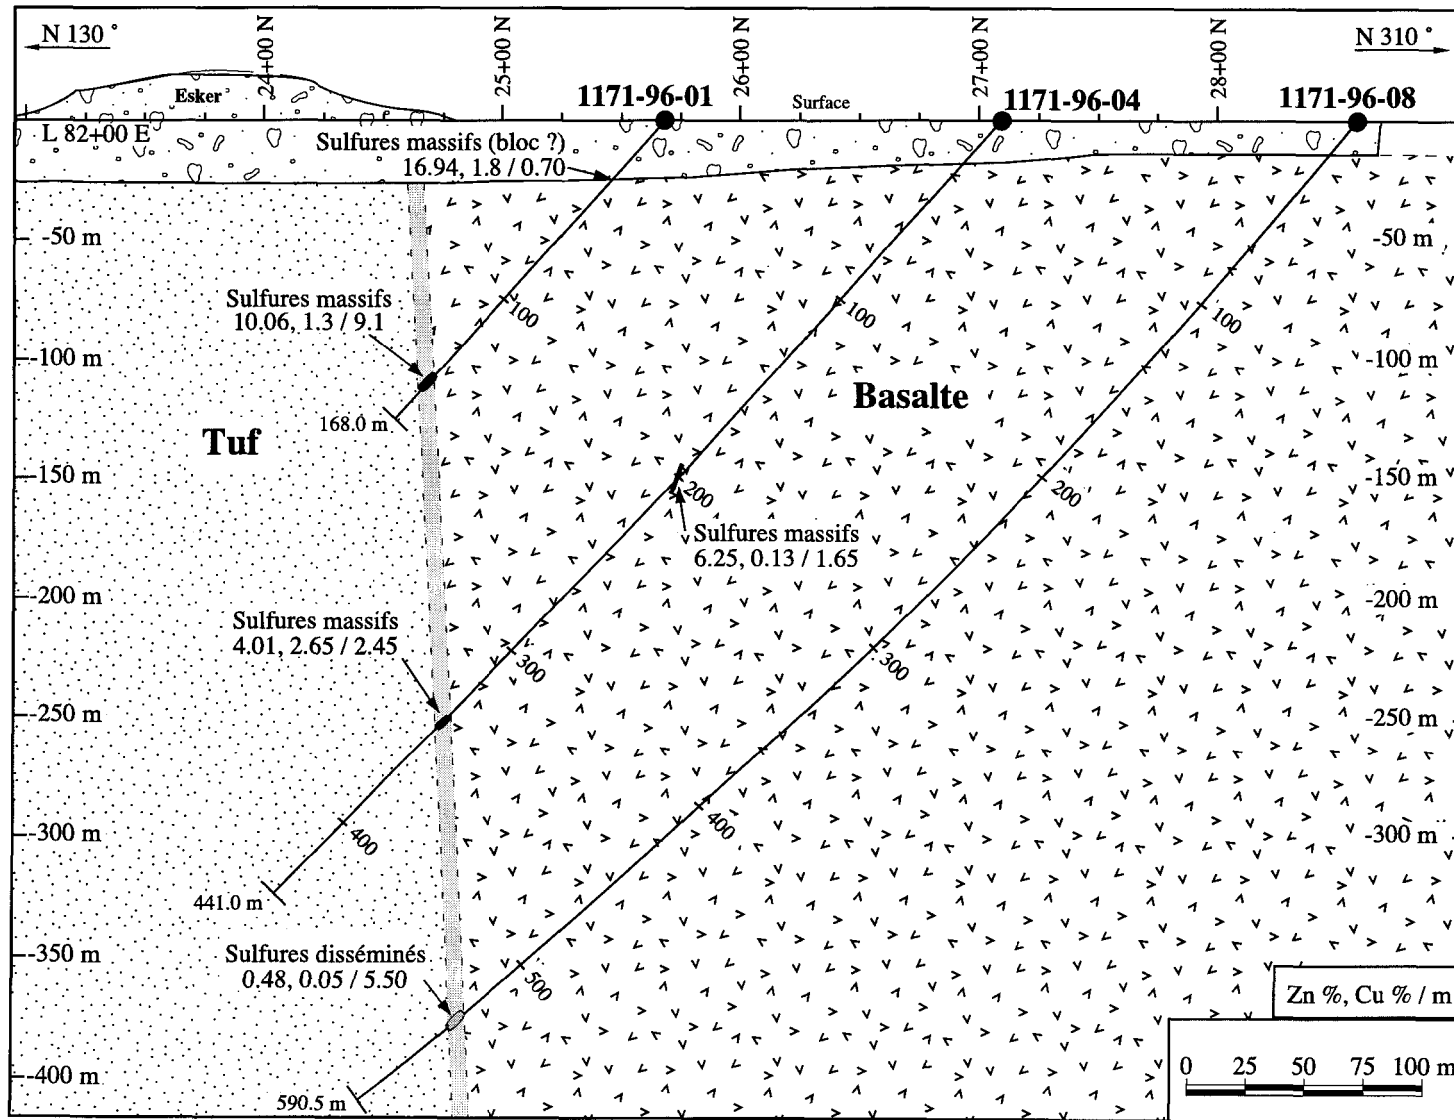 N 130 °
24+00 N
25+00 N
26+00 N
27+00 N
28+00 N
N 310 °
Esker
1171-96-01
Surface
1171-96-04
1171-96-08
L 82+00 E
Sulfures massifs (bloc ?)
16.94, 1.8 / 0.70
-50 m
-50 m
Sulfures massifs
10.06, 1.3 / 9.1
100
100
100
-100 m
-100 m
Basalte
168.0 m
Tuf
-150 m
-150 m
200
200
Sulfures massifs
6.25, 0.13 / 1.65
-200 m
-200 m
Sulfures massifs
4.01, 2.65 / 2.45
300
300
-250 m
-250 m
-300 m
-300 m
400
400
441.0 m
Sulfures disséminés
0.48, 0.05 / 5.50
-350 m
500
Zn %, Cu % / m
-400 m
590.5 m
0 25 50 75 100 m